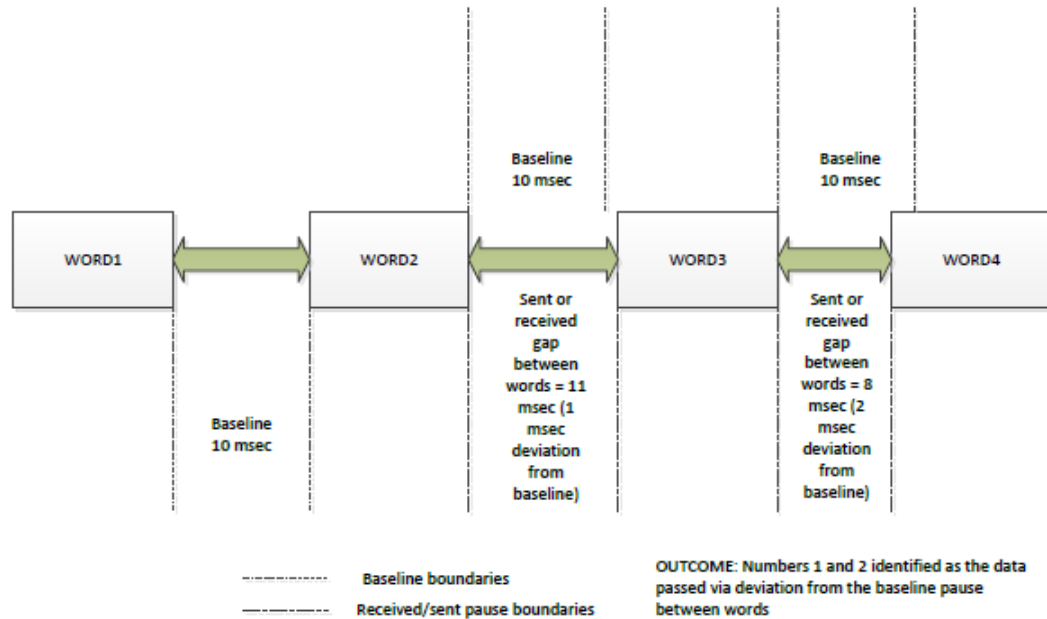 Baseline
10 msec
Baseline
10 msec
WORD1
WORD2
WORD3
WORD4
Baseline
10 msec
Sent or
received
gap
between
words = 11
msec (1
msec
deviation
from
baseline)
Sent or
received
gap
between
words = 8
msec (2
msec
deviation
from
baseline)
Baseline boundaries
Received/sent pause boundaries
OUTCOME: Numbers 1 and 2 identified as the data
passed via deviation from the baseline pause
between words